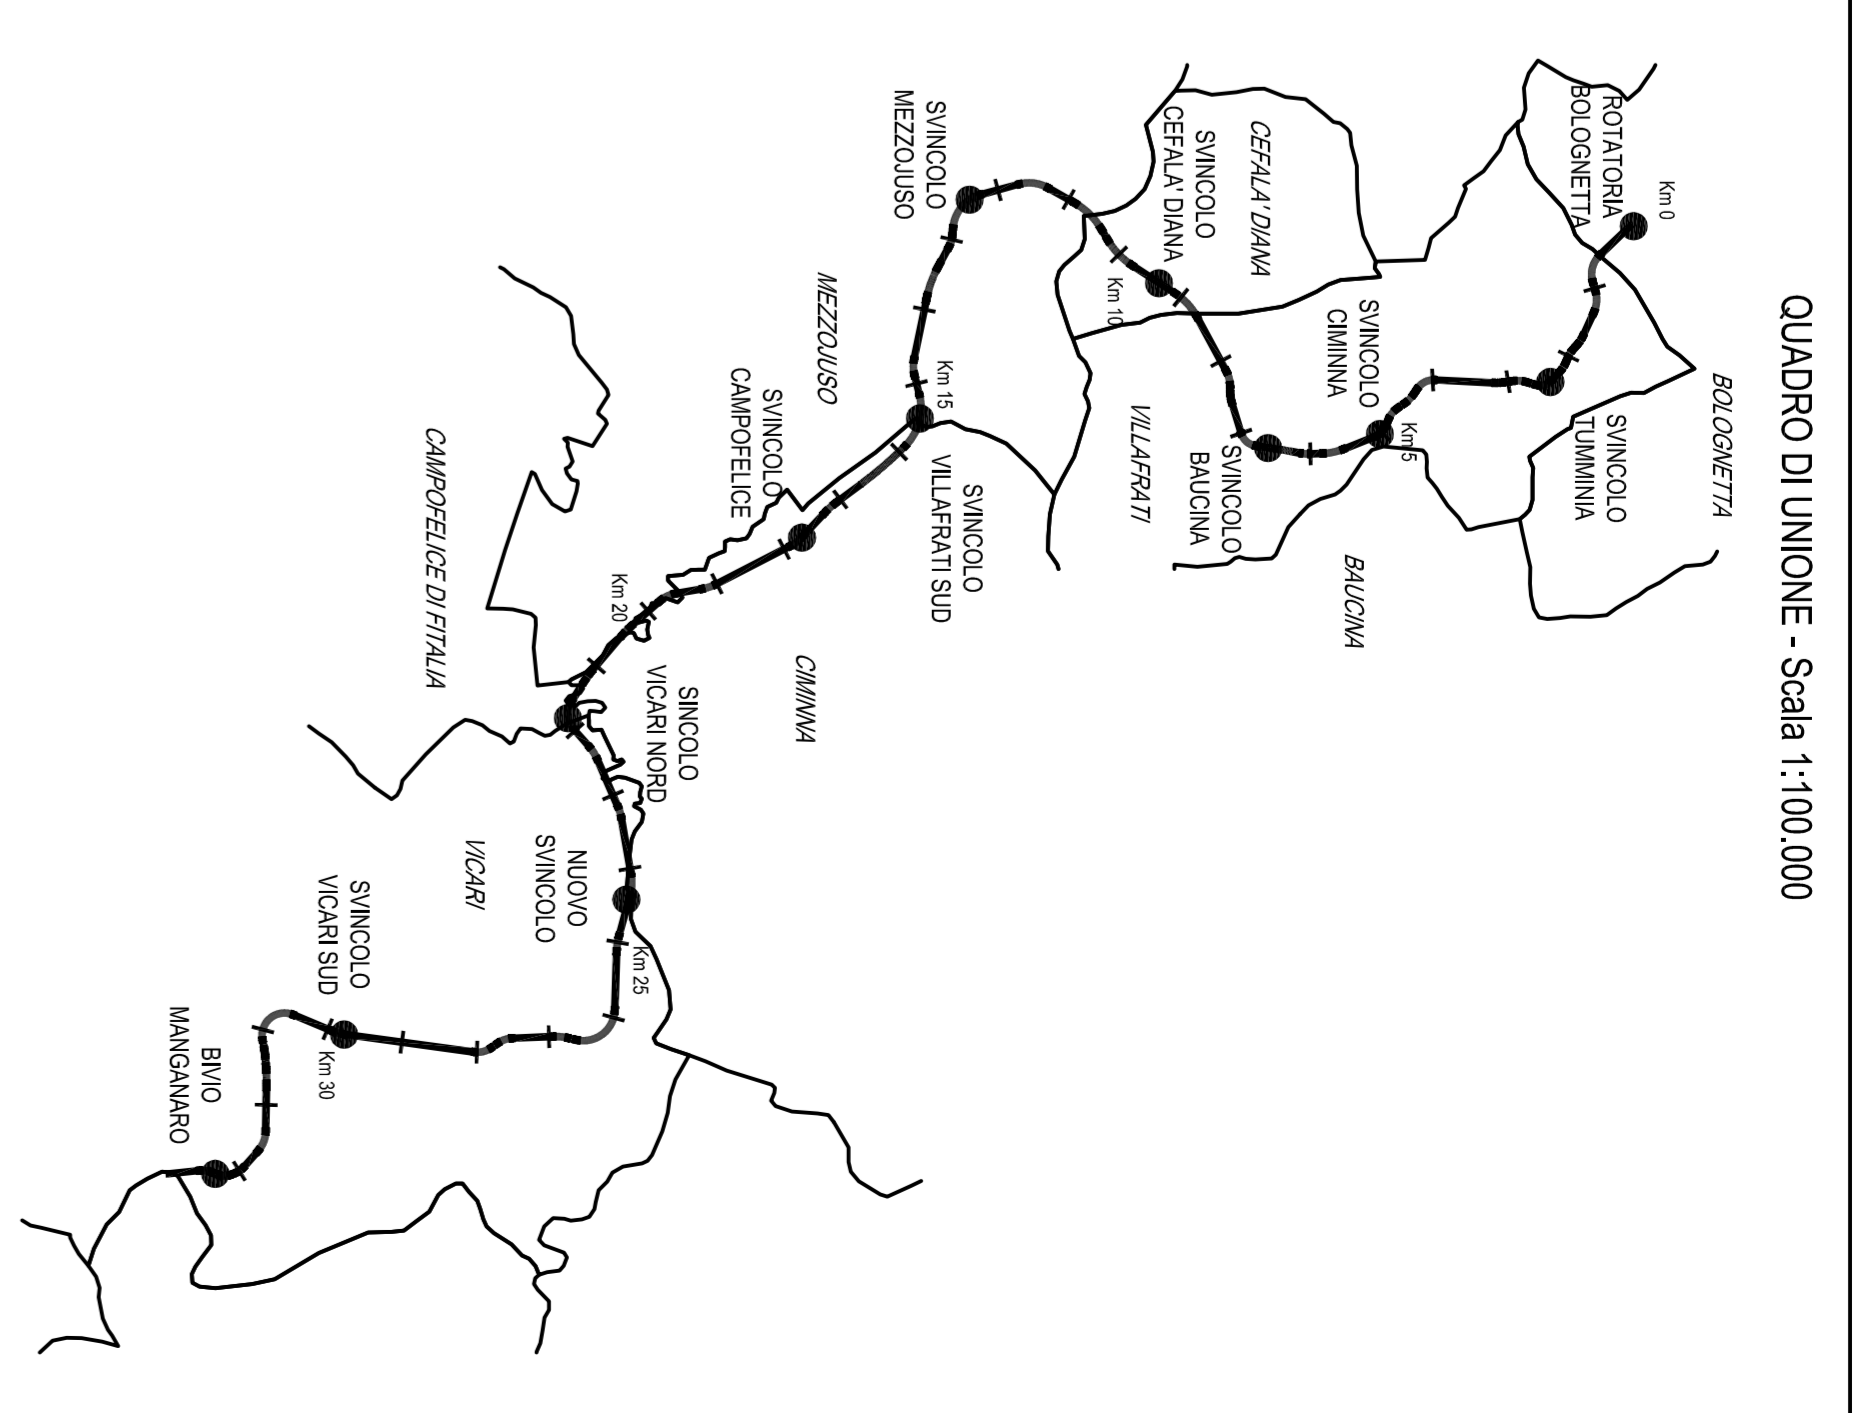 QUADRO DI UNIONE - Scala 1:100.000
BOLOGNETTA
Km 0
ROTATORIA
BOLOGNETTA
SVINCOLO
TUMMINIA
Km 5
SVINCOLO
CIMINNA
BAUCINA
SVINCOLO
BAUCINA
CEFALA' DIANA
SVINCOLO
CEFALA' DIANA
Km 10
VILLAFRATI
SVINCOLO
MEZZOJUSO
Km 15
SVINCOLO
VILLAFRATI SUD
MEZZOJUSO
SVINCOLO
CAMPOFELICE
CIMINNA
Km 20
SINCOLO
VICARI NORD
CAMPOFELICE DI FITALIA
NUOVO
SVINCOLO
Km 25
VICARI
SVINCOLO
VICARI SUD
Km 30
BIVIO
MANGANARO